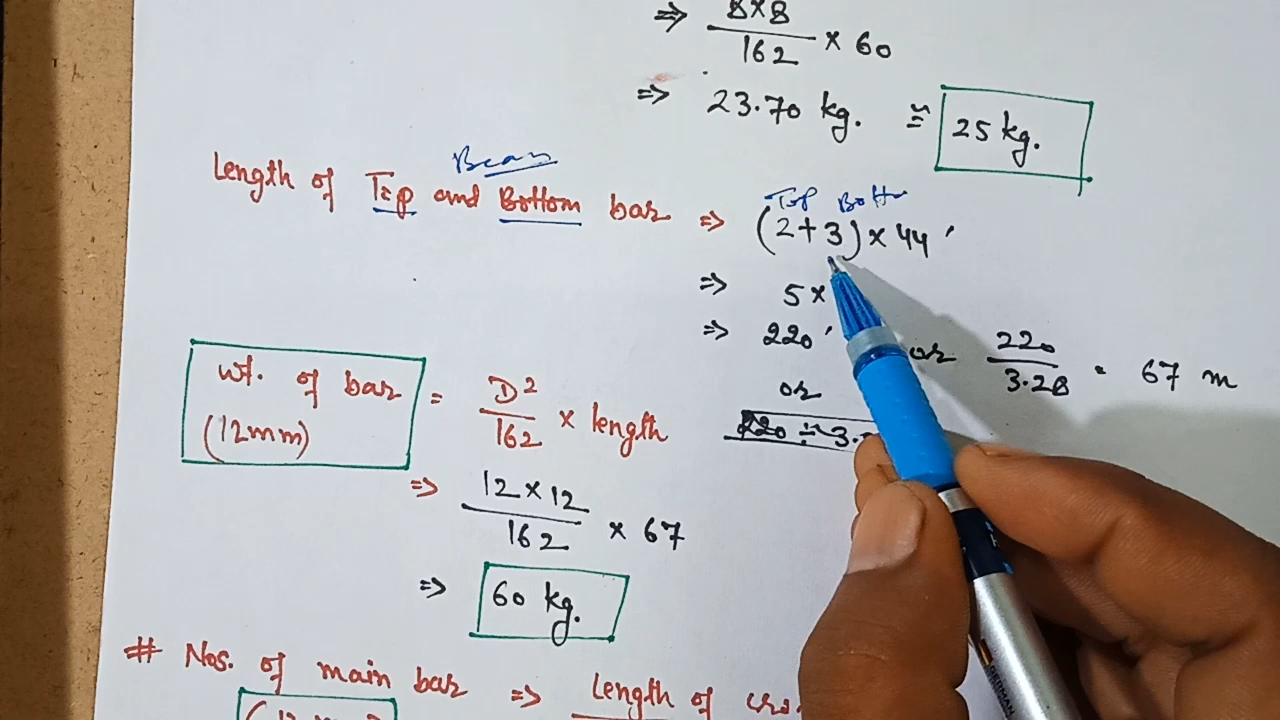 ⇒ 8×8/162 × 60
⇒ 23.70 kg. ≅ 25 kg.
Beam
Length of Top and Bottom bar ⇒ (2+3) × 44'
Top Bottom
⇒ 5×
⇒ 220' or 220/3.28 = 67 m
or
wt. of bar (12mm) = D²/162 × length
⇒ 12×12/162 × 67
⇒ 60 kg.
# Nos. of main bar ⇒ Length of
GERMAN